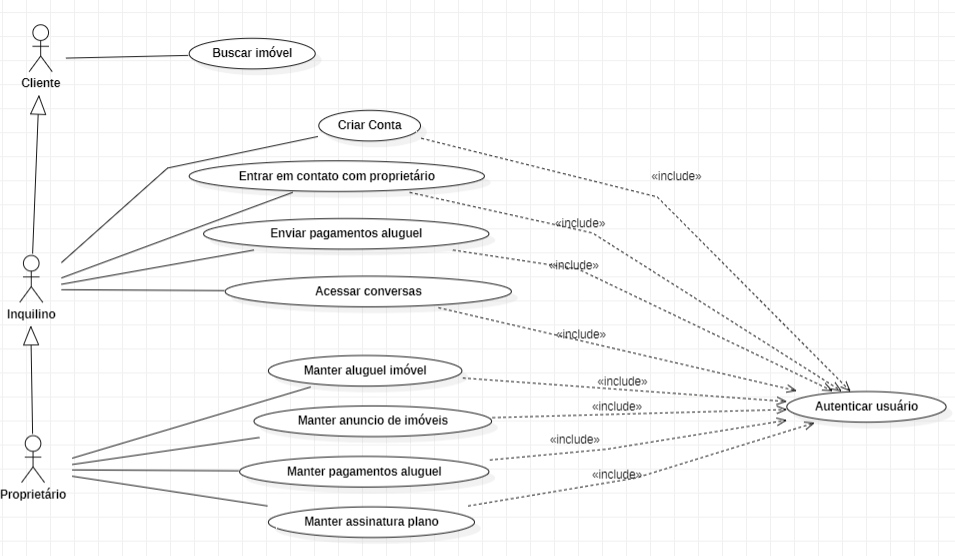 Buscar imóvel
Cliente
Criar Conta
Entrar em contato com proprietário
«include»
Enviar pagamentos aluguel
«include»
«include»
Acessar conversas
Inquilino
«include»
Manter aluguel imóvel
«include»
Manter anuncio de imóveis
«include»
Autenticar usuário
«include»
Manter pagamentos aluguel
«include»
Proprietário
Manter assinatura plano